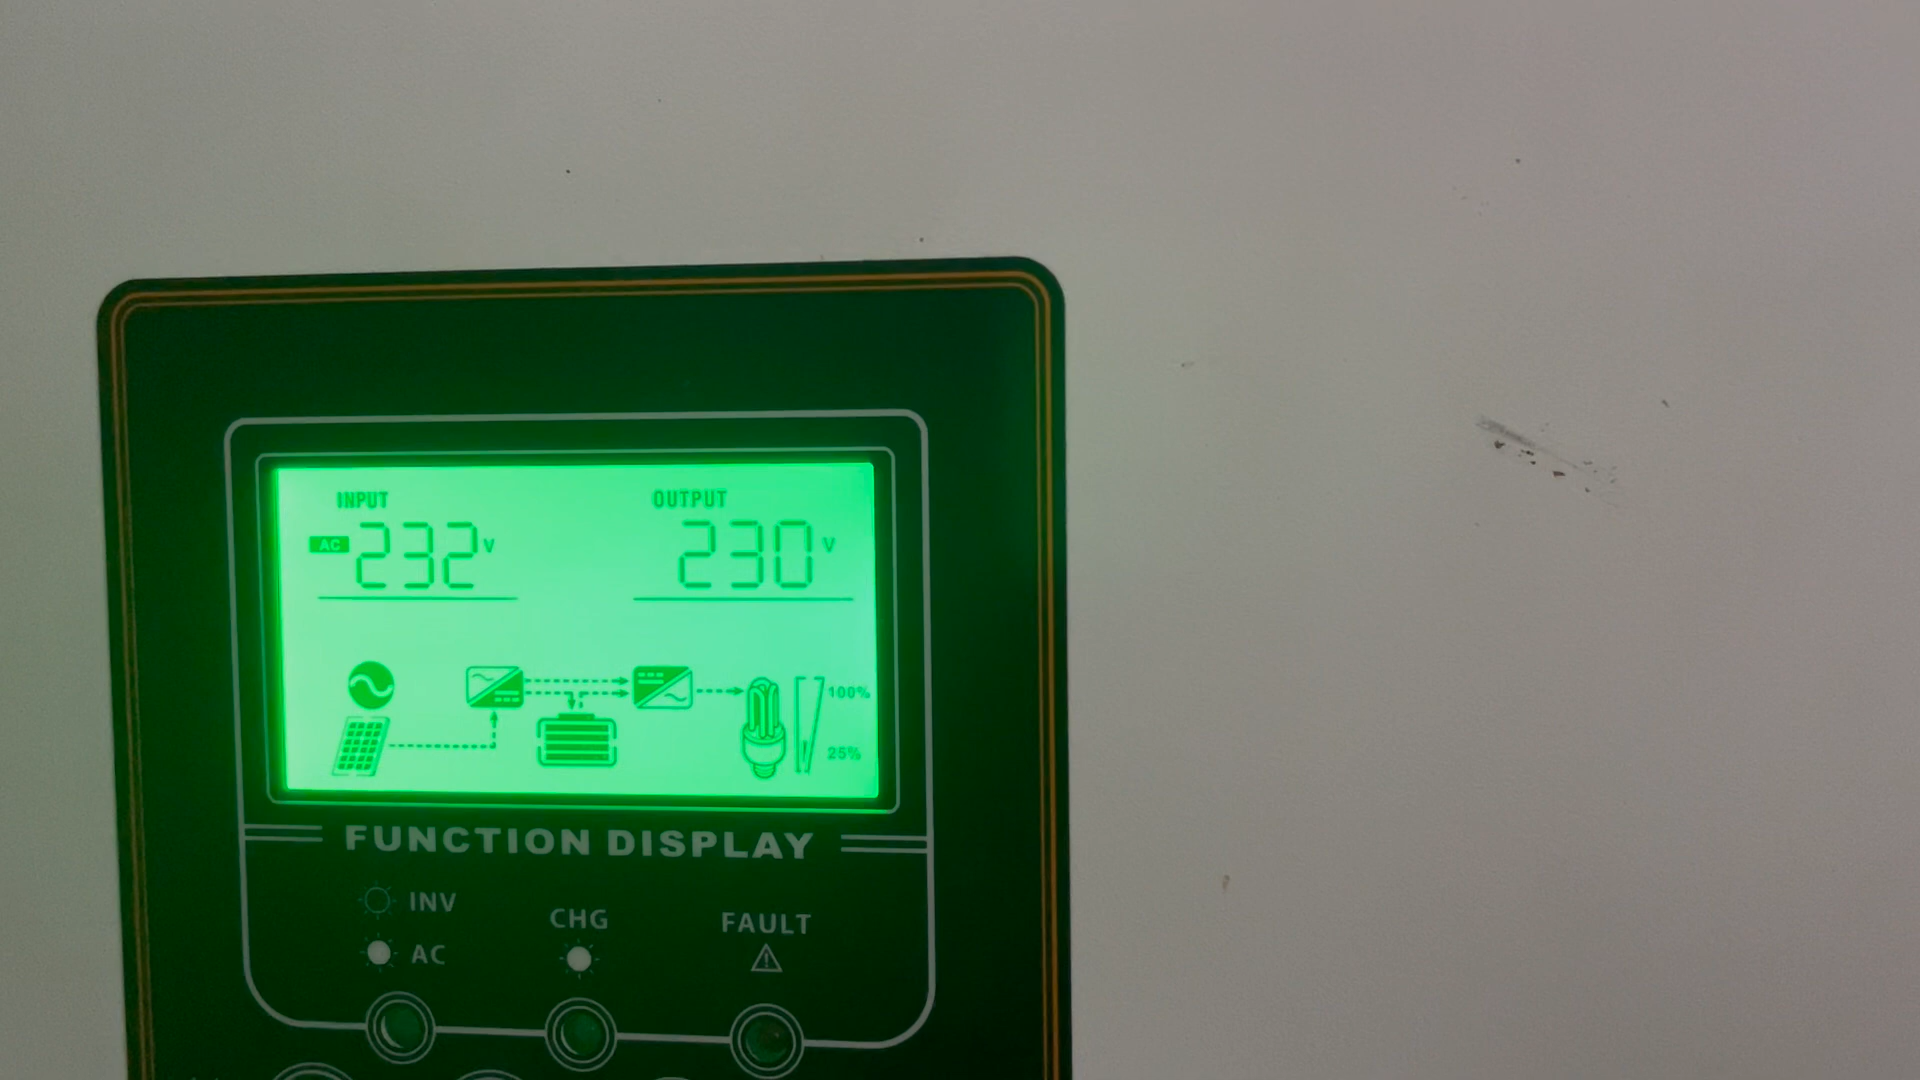 INPUT
OUTPUT
AC 232 V
230 V
100%
25%
FUNCTION DISPLAY
INV
CHG
FAULT
AC